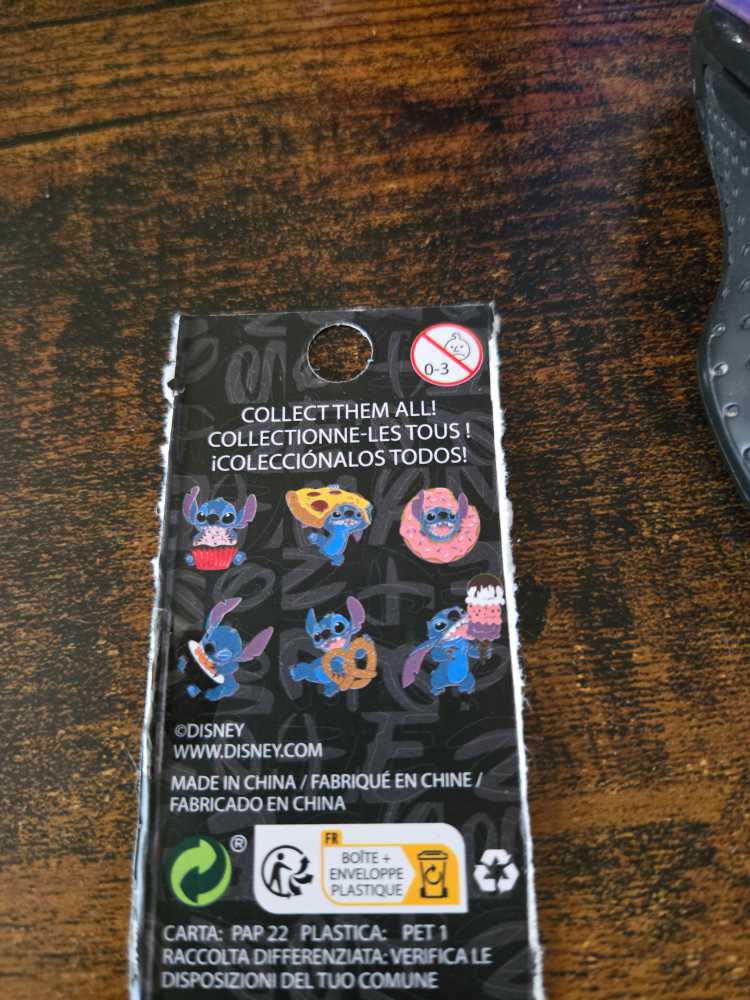 0-3
COLLECT THEM ALL!
COLLECTIONNE-LES TOUS !
¡COLECCIÓNALOS TODOS!
©DISNEY
WWW.DISNEY.COM
MADE IN CHINA / FABRIQUÉ EN CHINE /
FABRICADO EN CHINA
®
FR
BOÎTE +
ENVELOPPE
PLASTIQUE
CARTA: PAP 22 PLASTICA: PET 1
RACCOLTA DIFFERENZIATA: VERIFICA LE
DISPOSIZIONI DEL TUO COMUNE